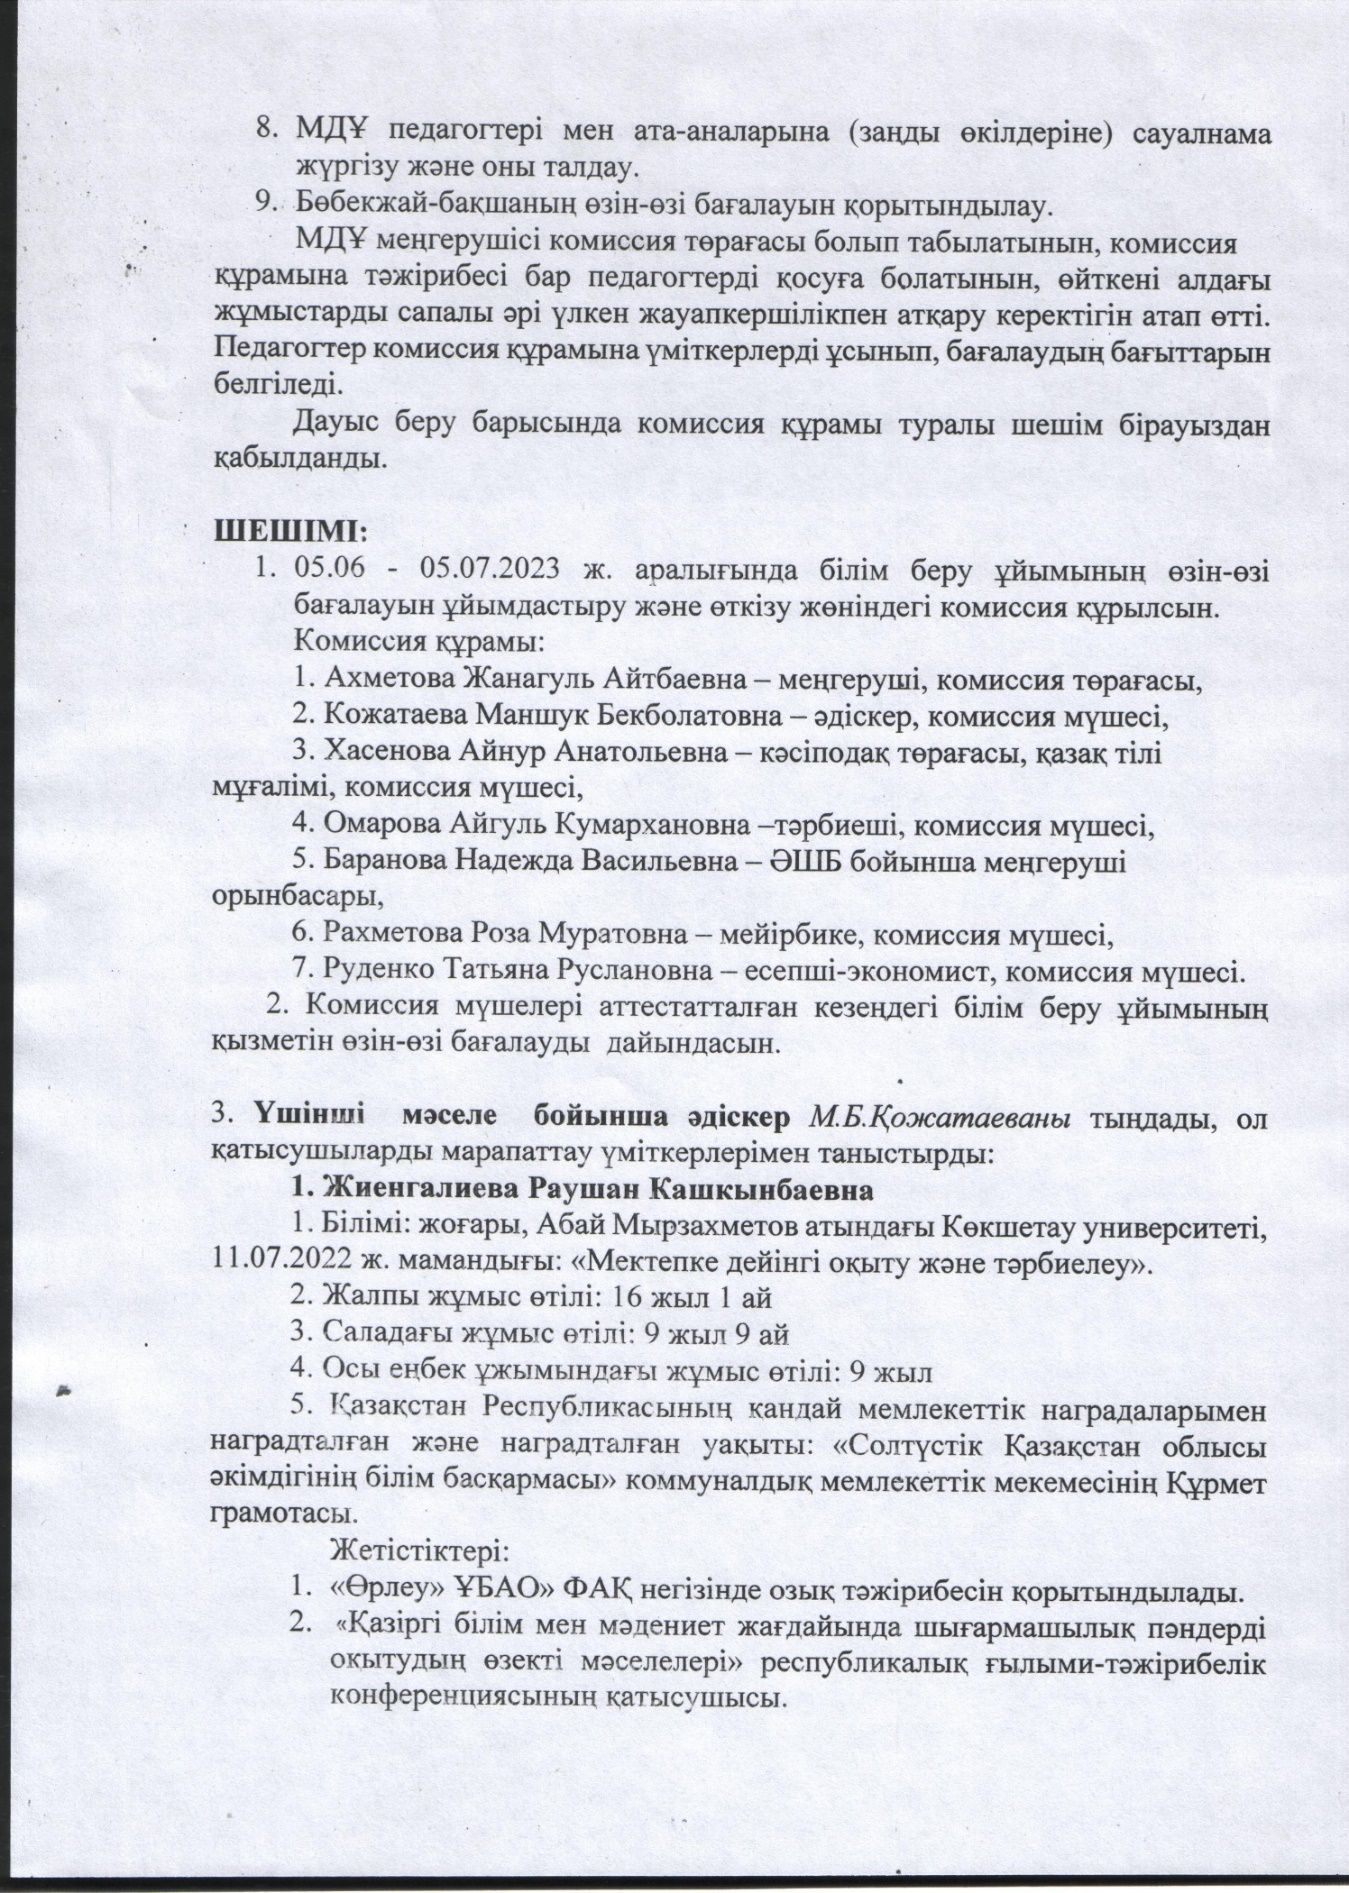 8. МДҰ педагогтері мен ата-аналарына (заңды өкілдеріне) сауалнама
жүргізу және оны талдау.
9. Бөбекжай-бақшаның өзін-өзі бағалауын қорытындылау.
МДҰ меңгерушісі комиссия төрағасы болып табылатынын, комиссия
құрамына тәжірибесі бар педагогтерді қосуға болатынын, өйткені алдағы
жұмыстарды сапалы әрі үлкен жауапкершілікпен атқару керектігін атап өтті.
Педагогтер комиссия құрамына үміткерлерді ұсынып, бағалаудың бағыттарын
белгіледі.
Дауыс беру барысында комиссия құрамы туралы шешім бірауыздан
қабылданды.
ШЕШІМІ:
1. 05.06 - 05.07.2023 ж. аралығында білім беру ұйымының өзін-өзі
бағалауын ұйымдастыру және өткізу жөніндегі комиссия құрылсын.
Комиссия құрамы:
1. Ахметова Жанагуль Айтбаевна – меңгеруші, комиссия төрағасы,
2. Кожатаева Маншук Бекболатовна – әдіскер, комиссия мүшесі,
3. Хасенова Айнур Анатольевна – кәсіподақ төрағасы, қазақ тілі
мұғалімі, комиссия мүшесі,
4. Омарова Айгуль Кумархановна –тәрбиеші, комиссия мүшесі,
5. Баранова Надежда Васильевна – ӘШБ бойынша меңгеруші
орынбасары,
6. Рахметова Роза Муратовна – мейірбике, комиссия мүшесі,
7. Руденко Татьяна Руслановна – есепші-экономист, комиссия мүшесі.
2. Комиссия мүшелері аттестатталған кезеңдегі білім беру ұйымының
қызметін өзін-өзі бағалауды дайындасын.
3. Үшінші мәселе бойынша әдіскер М.Б.Қожатаеваны тыңдады, ол
қатысушыларды марапаттау үміткерлерімен таныстырды:
1. Жиенгалиева Раушан Кашкынбаевна
1. Білімі: жоғары, Абай Мырзахметов атындағы Көкшетау университеті,
11.07.2022 ж. мамандығы: «Мектепке дейінгі оқыту және тәрбиелеу».
2. Жалпы жұмыс өтілі: 16 жыл 1 ай
3. Саладағы жұмыс өтілі: 9 жыл 9 ай
4. Осы еңбек ұжымындағы жұмыс өтілі: 9 жыл
5. Қазақстан Республикасының кандай мемлекеттік наградаларымен
наградталған және наградталған уақыты: «Солтүстік Қазақстан облысы
әкімдігінің білім басқармасы» коммуналдық мемлекеттік мекемесінің Құрмет
грамотасы.
Жетістіктері:
1. «Өрлеу» ҰБАО» ФАҚ негізінде озық тәжірибесін қорытындылады.
2. «Қазіргі білім мен мәдениет жағдайында шығармашылық пәндерді
оқытудың өзекті мәселелері» республикалық ғылыми-тәжірибелік
конференциясының қатысушысы.